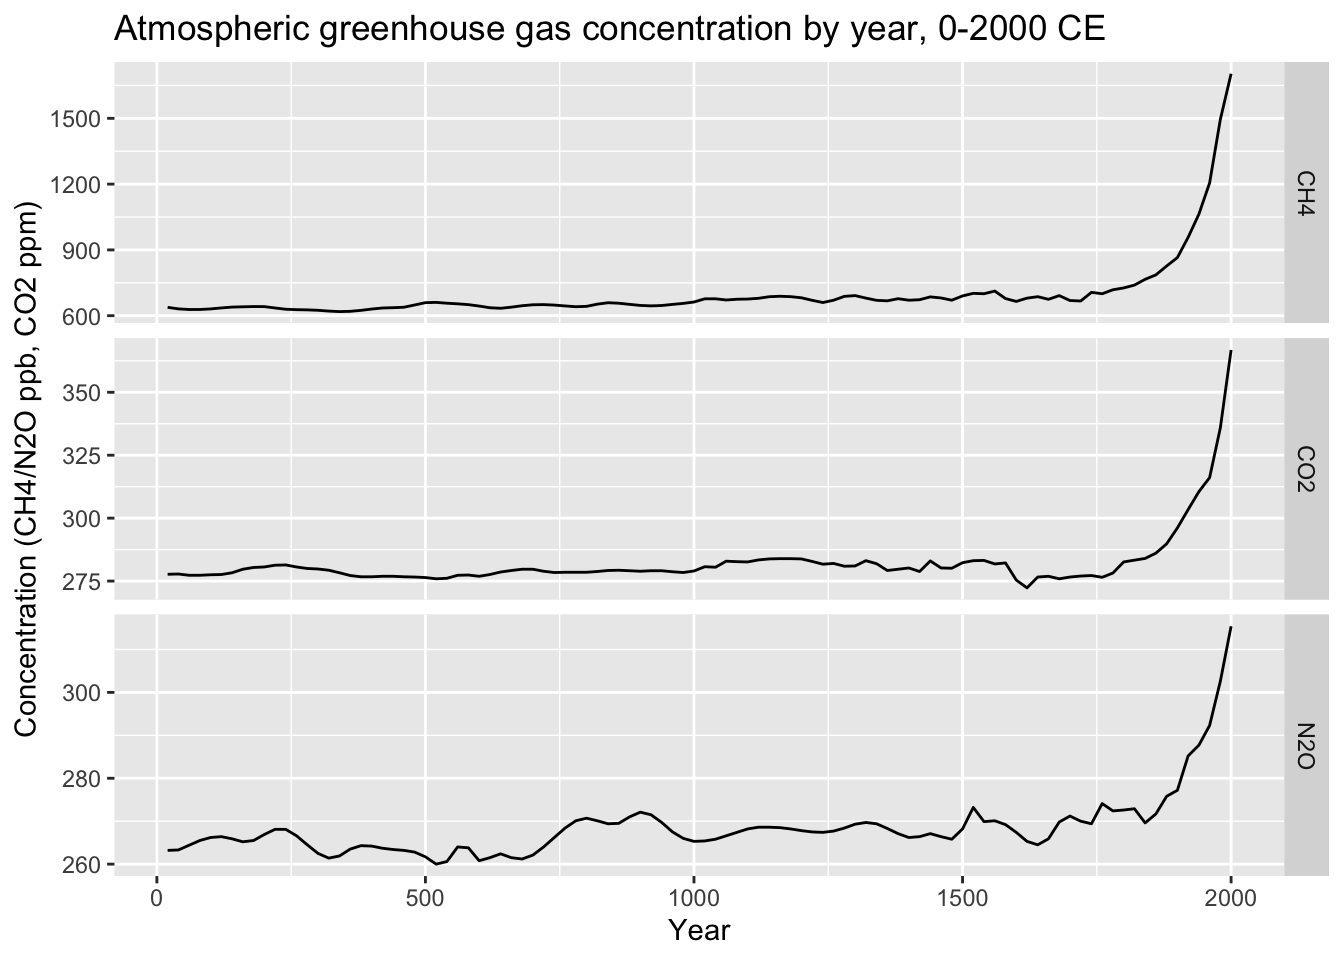 Atmospheric greenhouse gas concentration by year, 0-2000 CE
Concentration (CH4/N2O ppb, CO2 ppm)
1500
1200
900
600
CH4
350
325
300
275
CO2
300
280
260
N2O
0 500 1000 1500 2000
Year